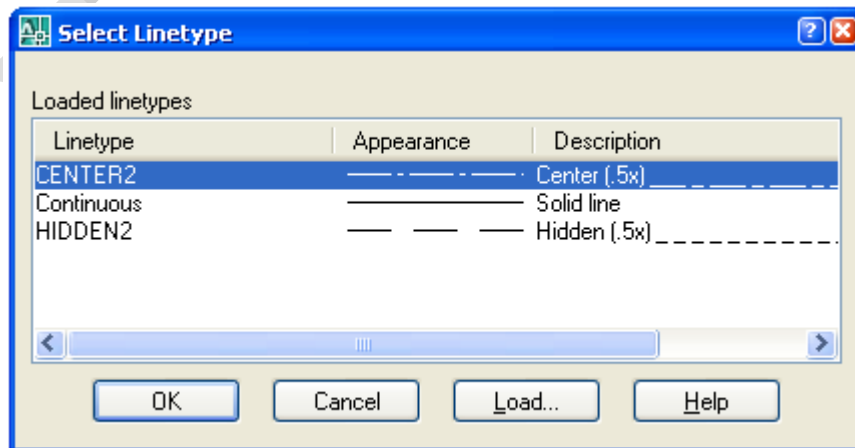 Select Linetype
Loaded linetypes
Linetype Appearance Description
CENTER2 Center (.5x)
Continuous Solid line
HIDDEN2 Hidden (.5x)
OK Cancel Load... Help